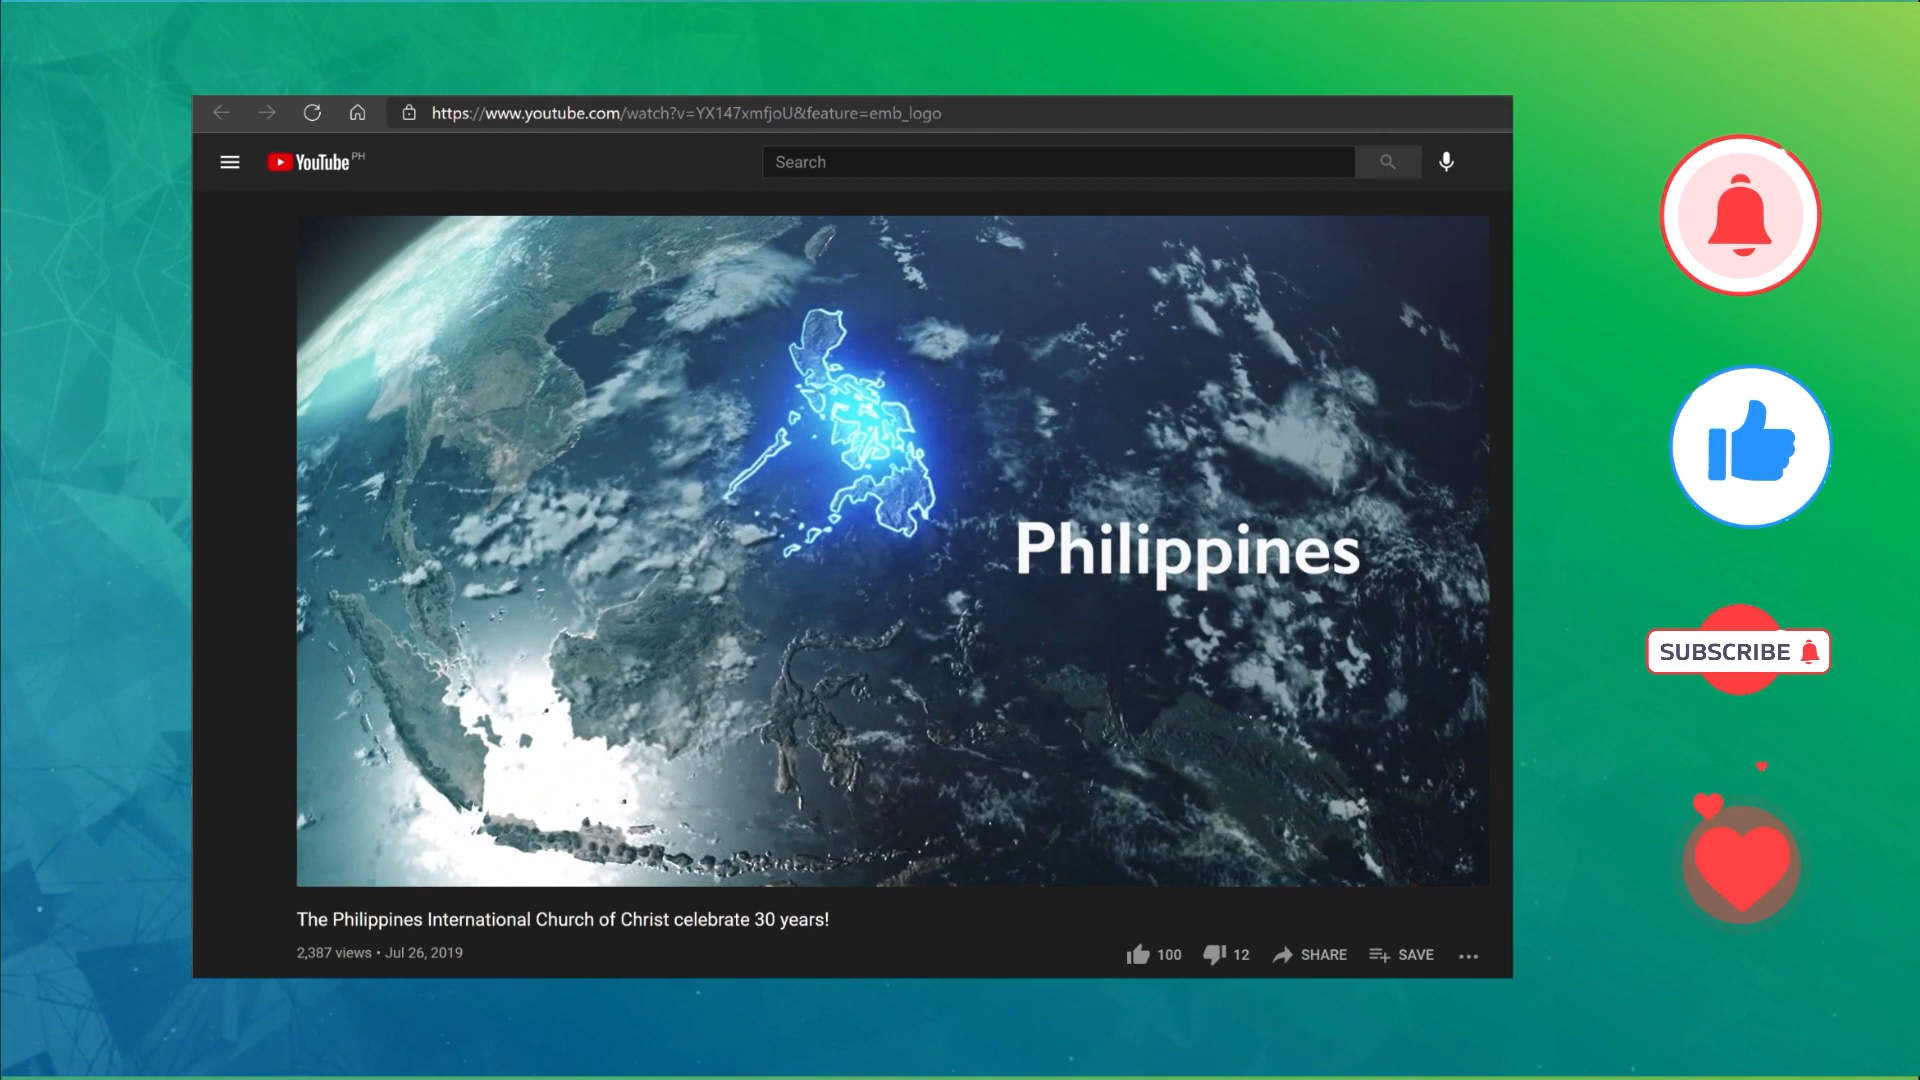 https://www.youtube.com/watch?v=YX147xmfjoU&feature=emb_logo
YouTube PH
Search
Philippines
SUBSCRIBE
The Philippines International Church of Christ celebrate 30 years!
2,387 views • Jul 26, 2019
100 12 SHARE SAVE